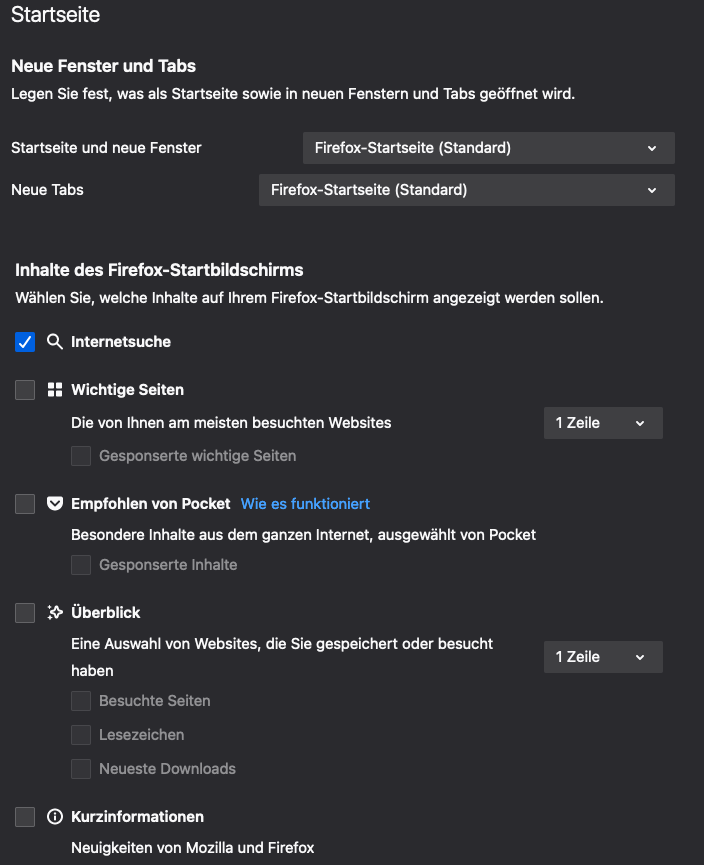 Startseite
Neue Fenster und Tabs
Legen Sie fest, was als Startseite sowie in neuen Fenstern und Tabs geöffnet wird.
Startseite und neue Fenster Firefox-Startseite (Standard)
Neue Tabs Firefox-Startseite (Standard)
Inhalte des Firefox-Startbildschirms
Wählen Sie, welche Inhalte auf Ihrem Firefox-Startbildschirm angezeigt werden sollen.
Internetsuche
Wichtige Seiten
Die von Ihnen am meisten besuchten Websites 1 Zeile
Gesponserte wichtige Seiten
Empfohlen von Pocket Wie es funktioniert
Besondere Inhalte aus dem ganzen Internet, ausgewählt von Pocket
Gesponserte Inhalte
Überblick
Eine Auswahl von Websites, die Sie gespeichert oder besucht
haben 1 Zeile
Besuchte Seiten
Lesezeichen
Neueste Downloads
Kurzinformationen
Neuigkeiten von Mozilla und Firefox